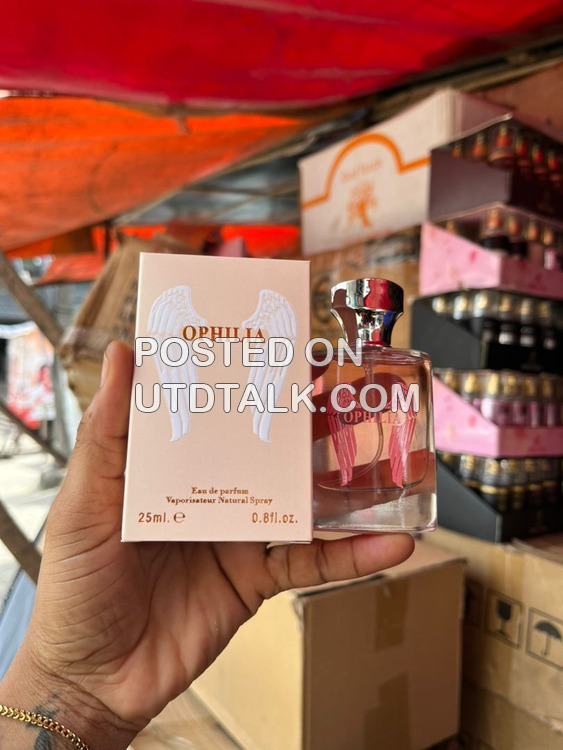 OPHILIA
POSTED ON
UTDTALK.COM
OPHILIA
Eau de parfum
Vaporisateur Natural Spray
25ml. e
0.8fl.oz.